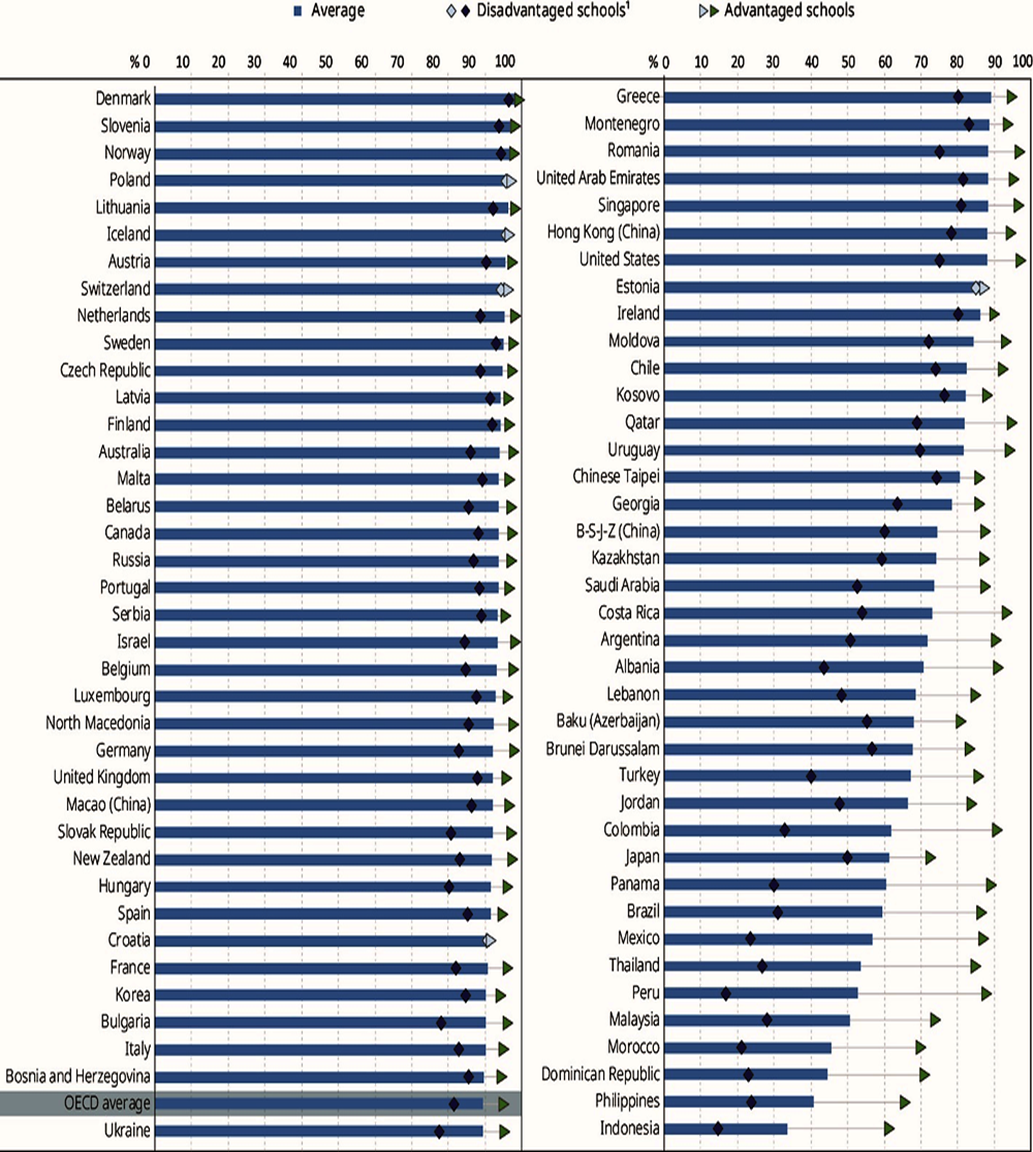 Average Disadvantaged schools¹ Advantaged schools
% 0 10 20 30 40 50 60 70 80 90 100
Denmark
Slovenia
Norway
Poland
Lithuania
Iceland
Austria
Switzerland
Netherlands
Sweden
Czech Republic
Latvia
Finland
Australia
Malta
Belarus
Canada
Russia
Portugal
Serbia
Israel
Belgium
Luxembourg
North Macedonia
Germany
United Kingdom
Macao (China)
Slovak Republic
New Zealand
Hungary
Spain
Croatia
France
Korea
Bulgaria
Italy
Bosnia and Herzegovina
OECD average
Ukraine
% 0 10 20 30 40 50 60 70 80 90 100
Greece
Montenegro
Romania
United Arab Emirates
Singapore
Hong Kong (China)
United States
Estonia
Ireland
Moldova
Chile
Kosovo
Qatar
Uruguay
Chinese Taipei
Georgia
B-S-J-Z (China)
Kazakhstan
Saudi Arabia
Costa Rica
Argentina
Albania
Lebanon
Baku (Azerbaijan)
Brunei Darussalam
Turkey
Jordan
Colombia
Japan
Panama
Brazil
Mexico
Thailand
Peru
Malaysia
Morocco
Dominican Republic
Philippines
Indonesia